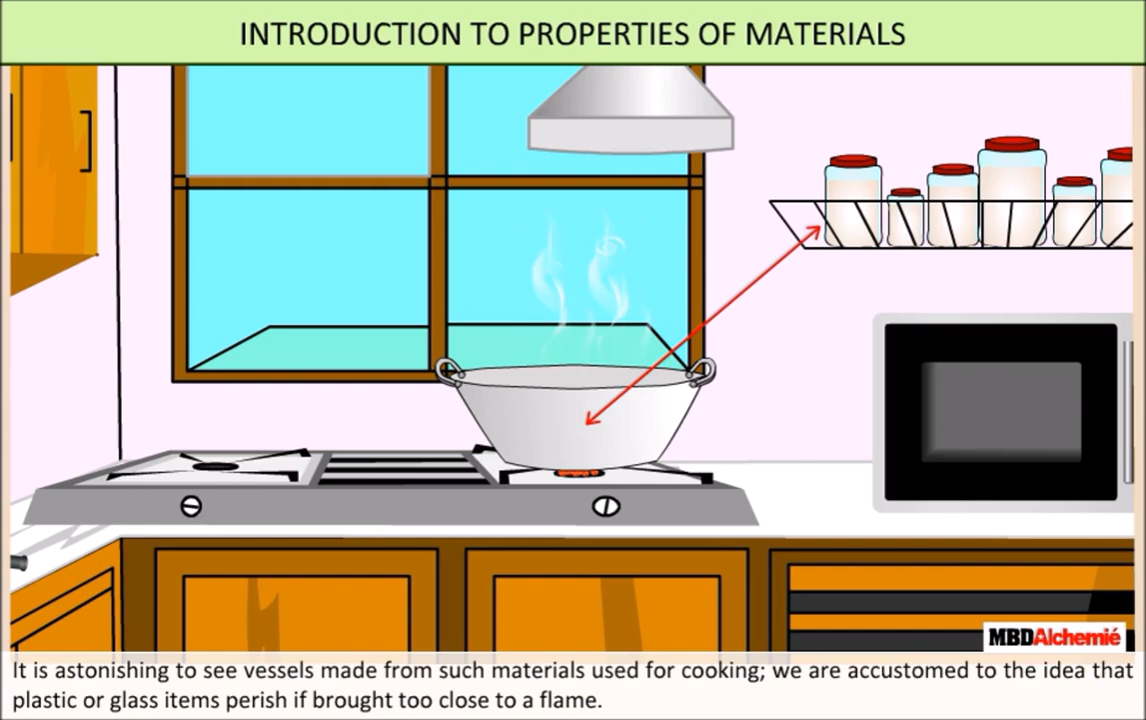 INTRODUCTION TO PROPERTIES OF MATERIALS
MBDAlchemié
It is astonishing to see vessels made from such materials used for cooking; we are accustomed to the idea that
plastic or glass items perish if brought too close to a flame.